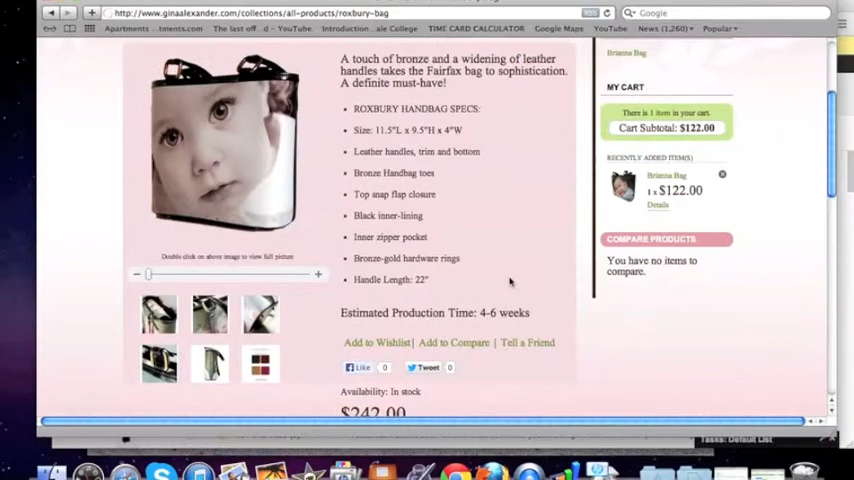 http://www.ginaalexander.com/collections/all-products/roxbury-bag
RSS
Google
Apartments ...tments.com
The last off...d – YouTube
Introduction...ale College
TIME CARD CALCULATOR
Google Maps
YouTube
News (1,260)
Popular
A touch of bronze and a widening of leather
handles takes the Fairfax bag to sophistication.
A definite must-have!
ROXBURY HANDBAG SPECS:
Size: 11.5"L x 9.5"H x 4"W
Leather handles, trim and bottom
Bronze Handbag toes
Top snap flap closure
Black inner-lining
Inner zipper pocket
Bronze-gold hardware rings
Handle Length: 22"
Double click on above image to view full picture
Estimated Production Time: 4-6 weeks
Add to Wishlist| Add to Compare | Tell a Friend
Like 0 Tweet 0
Availability: In stock
$242.00
Brianna Bag
MY CART
There is 1 item in your cart.
Cart Subtotal: $122.00
RECENTLY ADDED ITEM(S)
Brianna Bag
1 x $122.00
Details
COMPARE PRODUCTS
You have no items to
compare.
Tasks: Default List